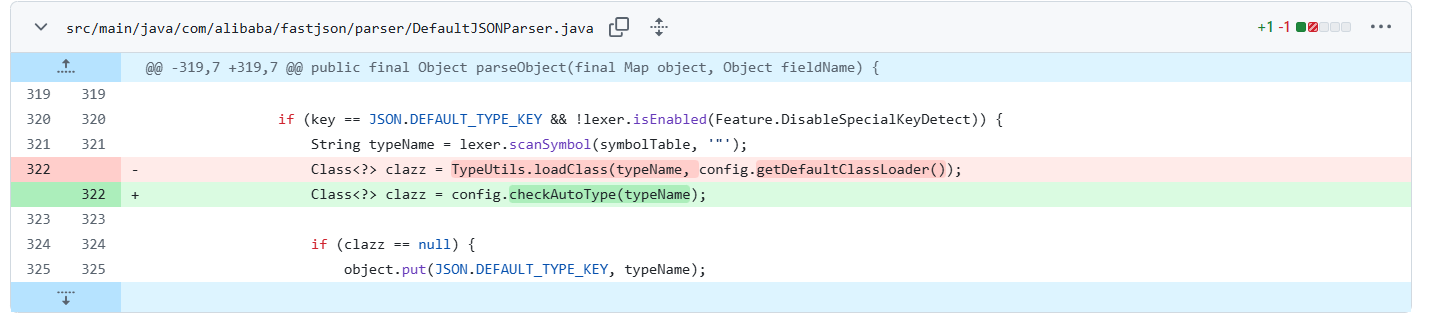 src/main/java/com/alibaba/fastjson/parser/DefaultJSONParser.java +1 -1
@@ -319,7 +319,7 @@ public final Object parseObject(final Map object, Object fieldName) {
319 319
320 320 if (key == JSON.DEFAULT_TYPE_KEY && !lexer.isEnabled(Feature.DisableSpecialKeyDetect)) {
321 321 String typeName = lexer.scanSymbol(symbolTable, '"');
322 - Class<?> clazz = TypeUtils.loadClass(typeName, config.getDefaultClassLoader());
322 + Class<?> clazz = config.checkAutoType(typeName);
323 323
324 324 if (clazz == null) {
325 325 object.put(JSON.DEFAULT_TYPE_KEY, typeName);